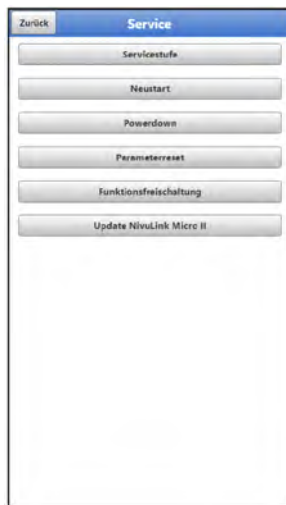 Zurück
Service
Servicestufe
Neustart
Powerdown
Parameterreset
Funktionsfreischaltung
Update NivuLink Micro II